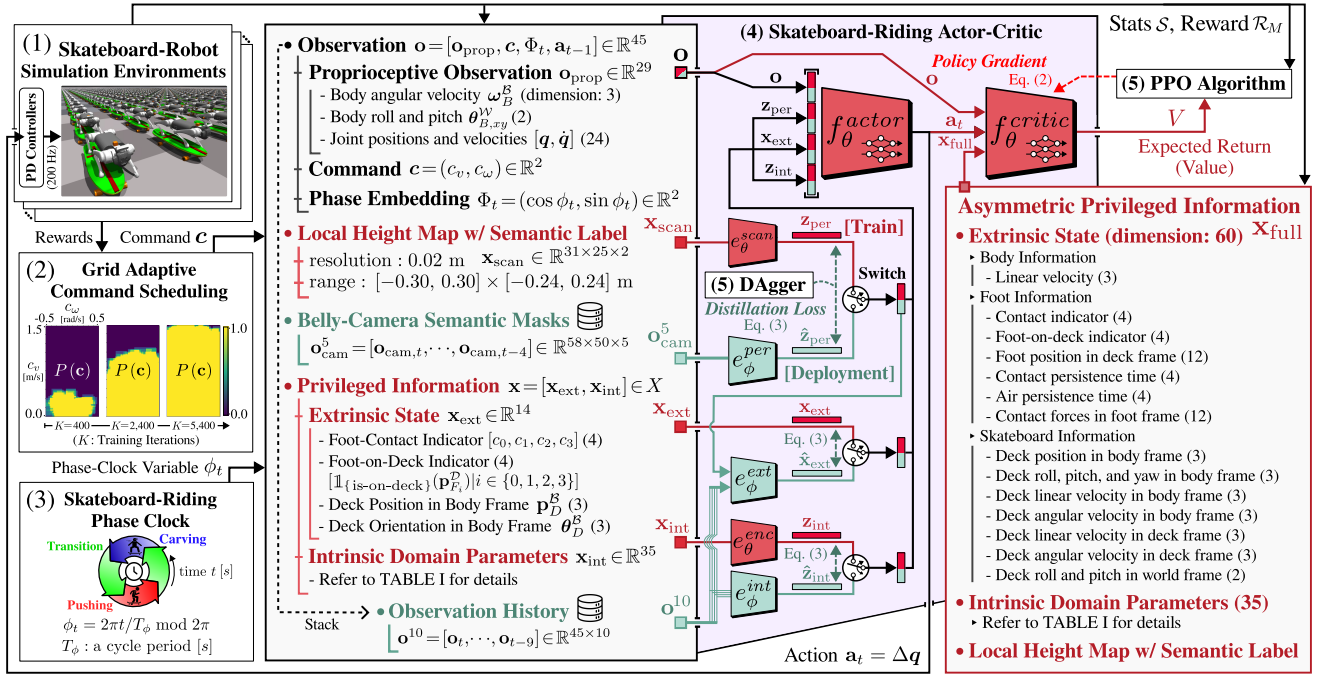 (1) Skateboard-Robot
Simulation Environments
PD Controllers
(200 Hz)
Rewards
Command c
(2) Grid Adaptive
Command Scheduling
c_ω
-0.5 [rad/s] 0.5
1.5
c_v
[m/s]
0.0
P(c)
P(c)
P(c)
1.0
0.0
K=400
K=2,400
K=5,400
(K: Training Iterations)
Phase-Clock Variable ϕ_t
(3) Skateboard-Riding
Phase Clock
Transition
Carving
time t [s]
Pushing
ϕ_t = 2πt/T_ϕ mod 2π
T_ϕ : a cycle period [s]
• Observation o=[o_prop, c, Φ_t, a_{t−1}]∈ℝ^45
Proprioceptive Observation o_prop∈ℝ^29
- Body angular velocity ω_B^ℬ (dimension: 3)
- Body roll and pitch θ_{B,xy}^𝒲 (2)
- Joint positions and velocities [q, q̇] (24)
Command c=(c_v, c_ω)∈ℝ^2
Phase Embedding Φ_t=(cos ϕ_t, sin ϕ_t)∈ℝ^2
• Local Height Map w/ Semantic Label
resolution : 0.02 m x_scan ∈ ℝ^{31×25×2}
range : [−0.30, 0.30] × [−0.24, 0.24] m
• Belly-Camera Semantic Masks
o_cam^5=[o_{cam,t},⋯,o_{cam,t−4}]∈ℝ^{58×50×5}
• Privileged Information x=[x_ext, x_int]∈X
Extrinsic State x_ext∈ℝ^14
- Foot-Contact Indicator [c_0, c_1, c_2, c_3] (4)
- Foot-on-Deck Indicator (4)
[𝟙_{is-on-deck}(p_{F_i}^𝒟)|i ∈ {0, 1, 2, 3}]
- Deck Position in Body Frame p_D^ℬ (3)
- Deck Orientation in Body Frame θ_D^ℬ (3)
Intrinsic Domain Parameters x_int∈ℝ^35
- Refer to TABLE I for details
• Observation History
o^10=[o_t,⋯,o_{t−9}]∈ℝ^{45×10}
Stack
(4) Skateboard-Riding Actor-Critic
o
o
z_per
x_ext
z_int
f_θ^actor
Policy Gradient
Eq. (2)
o
a_t
x_full
f_θ^critic
x_scan
e_θ^scan
z_per
[Train]
(5) DAgger
Switch
Distillation Loss
Eq. (3)
o_cam^5
e_ϕ^per
ẑ_per
[Deployment]
x_ext
x_ext
Eq. (3)
x̂_ext
e_ϕ^ext
x_int
e_θ^enc
z_int
Eq. (3)
ẑ_int
e_ϕ^int
o^10
Action a_t = Δq
Stats 𝒮, Reward ℛ_M
(5) PPO Algorithm
V
Expected Return
(Value)
Asymmetric Privileged Information
x_full
• Extrinsic State (dimension: 60)
‣ Body Information
- Linear velocity (3)
‣ Foot Information
- Contact indicator (4)
- Foot-on-deck indicator (4)
- Foot position in deck frame (12)
- Contact persistence time (4)
- Air persistence time (4)
- Contact forces in foot frame (12)
‣ Skateboard Information
- Deck position in body frame (3)
- Deck roll, pitch, and yaw in body frame (3)
- Deck linear velocity in body frame (3)
- Deck angular velocity in body frame (3)
- Deck linear velocity in deck frame (3)
- Deck angular velocity in deck frame (3)
- Deck roll and pitch in world frame (2)
• Intrinsic Domain Parameters (35)
‣ Refer to TABLE I for details
• Local Height Map w/ Semantic Label